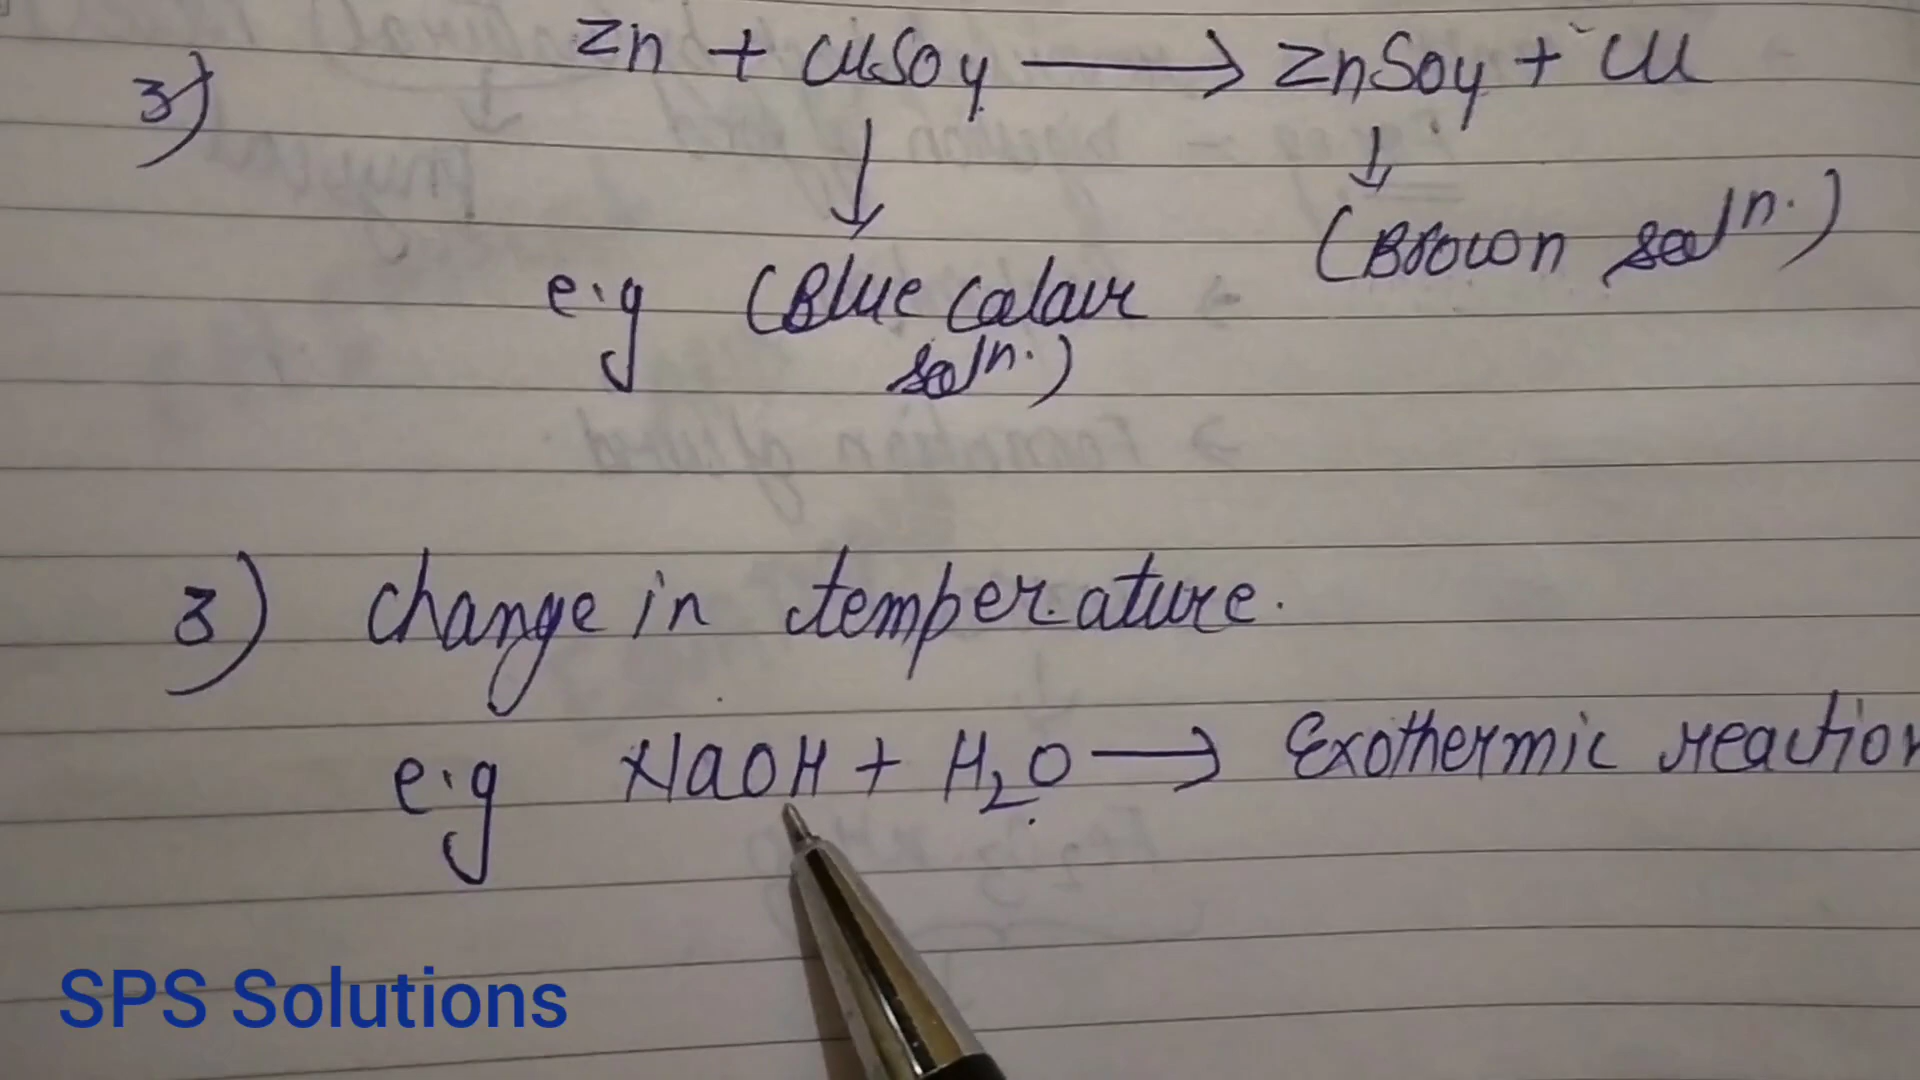 3) Zn + CuSO4 → ZnSO4 + Cu
↓ ↓
(Brown soln.)
e.g (Blue Colour
soln.)
3) Change in temperature.
e.g NaOH + H2O → Exothermic reaction
SPS Solutions